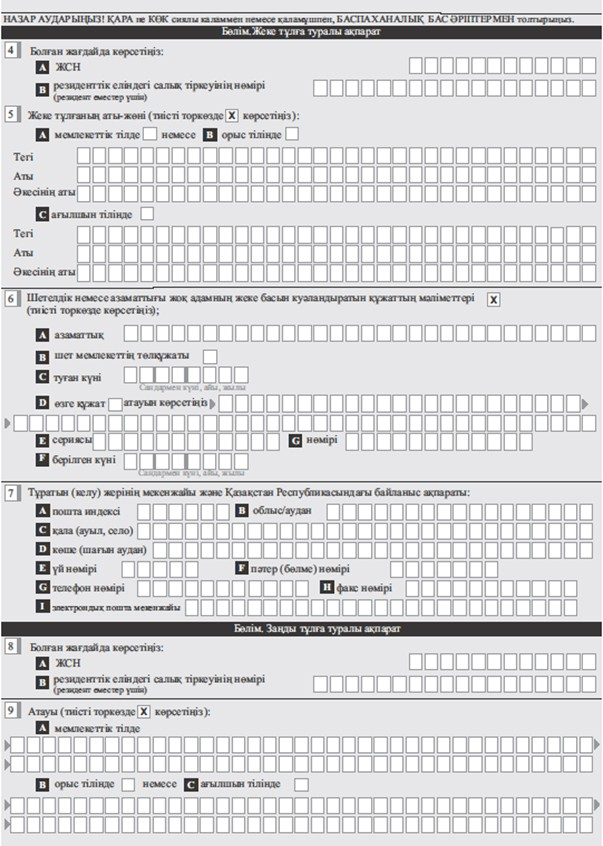 НАЗАР АУДАРЫҢЫЗ! ҚАРА не КӨК сиялы қаламмен немесе қаламұшпен, БАСПАХАНАЛЫҚ БАС ӘРІПТЕРМЕН толтырыңыз.
Бөлім.Жеке тұлға туралы ақпарат
4 Болған жағдайда көрсетіңіз:
A ЖСН
B резиденттік еліндегі салық тіркеуінің нөмірі
(резидент еместер үшін)
5 Жеке тұлғаның аты-жөні (тиісті торкөзде X көрсетіңіз):
A мемлекеттік тілде немесе B орыс тілінде
Тегі
Аты
Әкесінің аты
C ағылшын тілінде
Тегі
Аты
Әкесінің аты
6 Шетелдік немесе азаматтығы жоқ адамның жеке басын куәландыратын құжаттың мәліметтері X
(тиісті торкөзде көрсетіңіз);
A азаматтық
B шет мемлекеттің төлқұжаты
C туған күні
Сандармен күні, айы, жылы
D өзге құжат атауын көрсетіңіз
E сериясы G нөмірі
F берілген күні
Сандармен күні, айы, жылы
7 Тұратын (келу) жерінің мекенжайы және Қазақстан Республикасындағы байланыс ақпараты:
A пошта индексі B облыс/аудан
C қала (ауыл, село)
D көше (шағын аудан)
E үй нөмірі F пәтер (бөлме) нөмірі
G телефон нөмірі H факс нөмірі
I электрондық пошта мекенжайы
Бөлім. Заңды тұлға туралы ақпарат
8 Болған жағдайда көрсетіңіз:
A ЖСН
B резиденттік еліндегі салық тіркеуінің нөмірі
(резидент еместер үшін)
9 Атауы (тиісті торкөзде X көрсетіңіз):
A мемлекеттік тілде
B орыс тілінде немесе C ағылшын тілінде